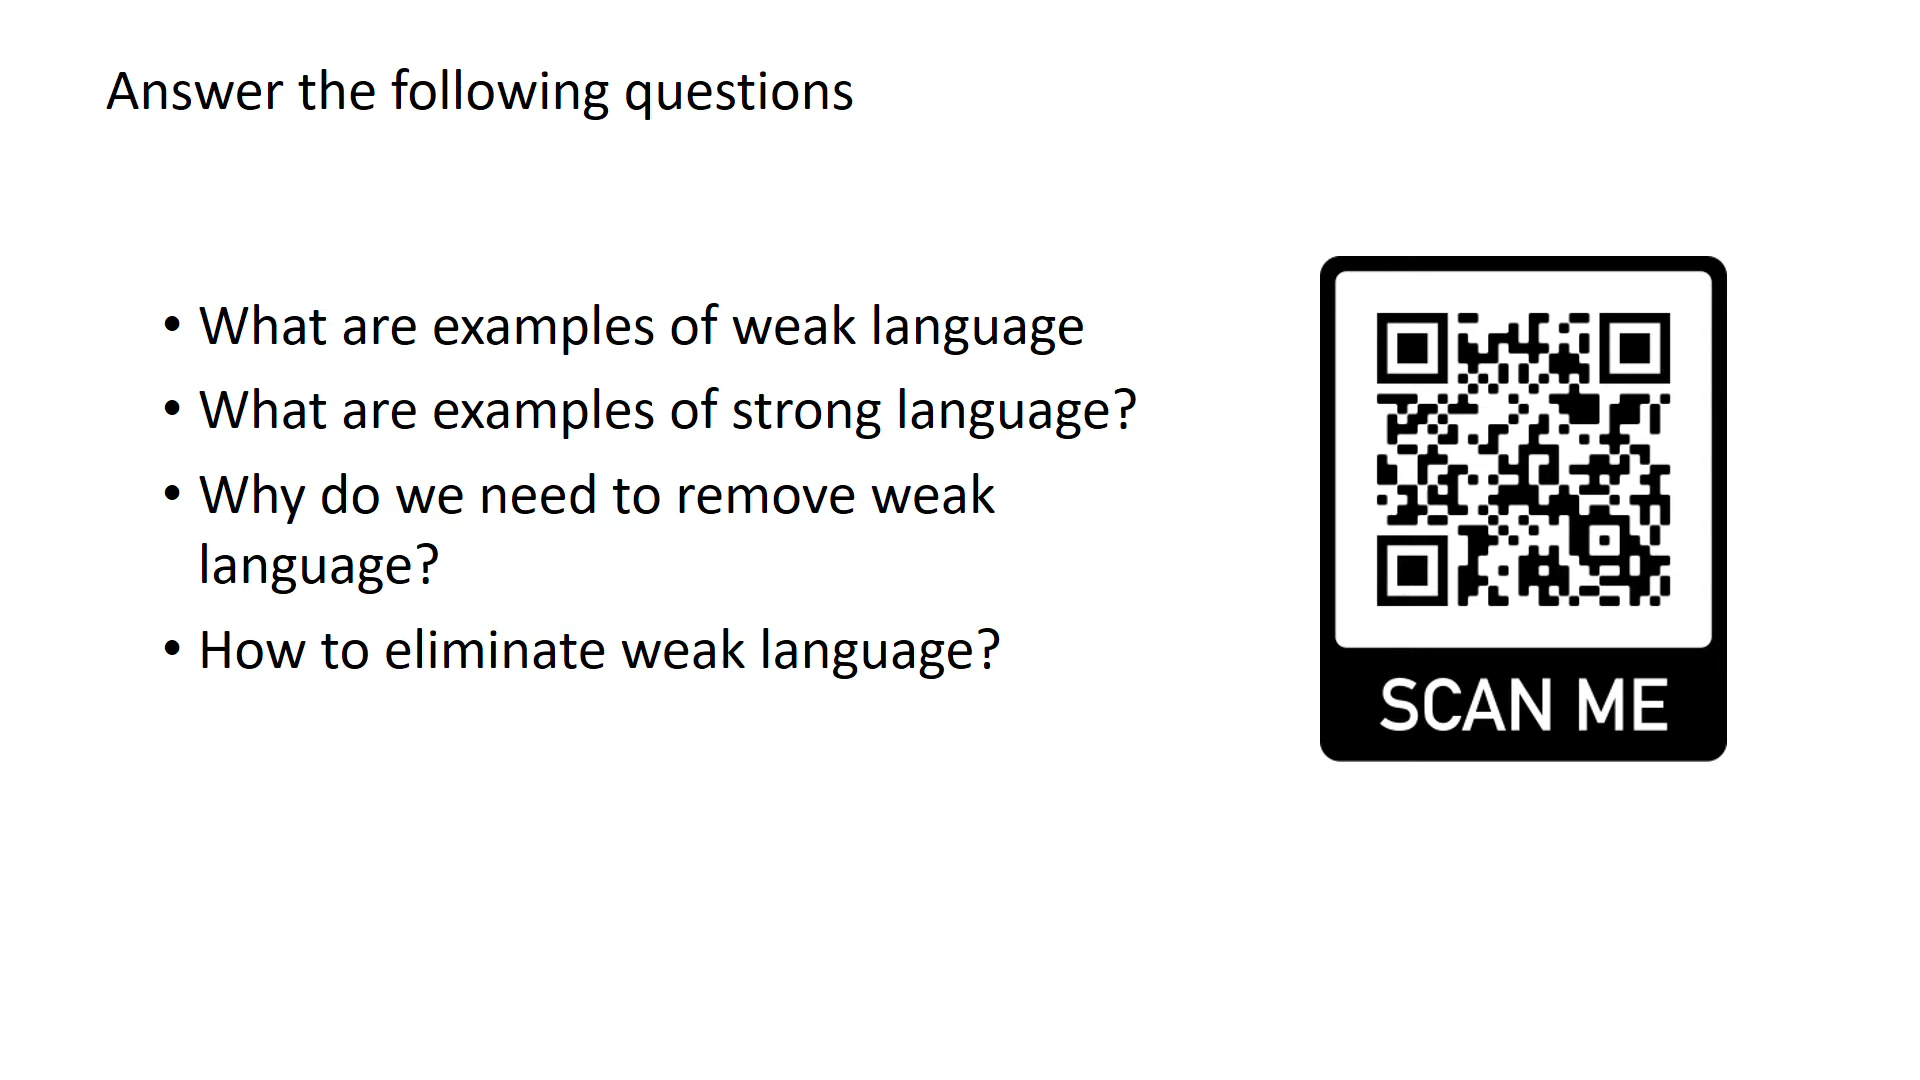 Answer the following questions
• What are examples of weak language
• What are examples of strong language?
• Why do we need to remove weak
language?
• How to eliminate weak language?
SCAN ME